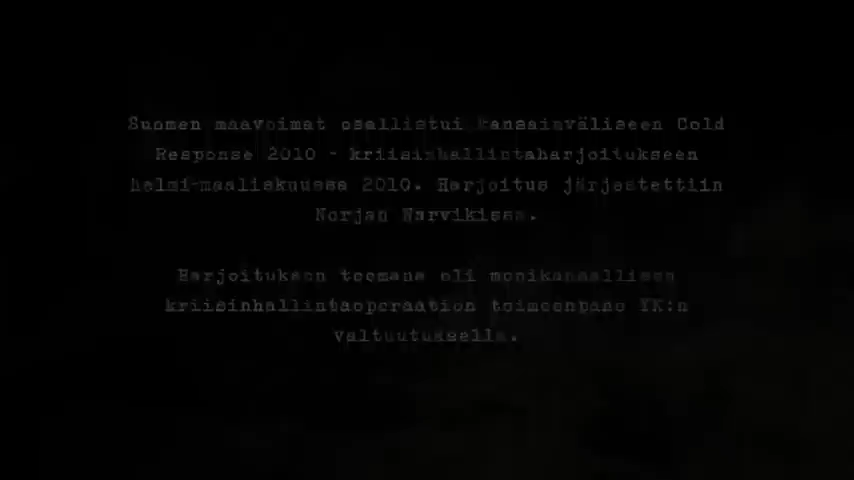 Suomen maavoimat osallistui kansainväliseen Cold
Response 2010 - kriisinhallintaharjoitukseen
helmi-maaliskuussa 2010. Harjoitus järjestettiin
Norjan Narvikissa.
Harjoituksen teemana oli monikansallisen
kriisinhallintaoperaation toimeenpano YK:n
valtuutuksella.